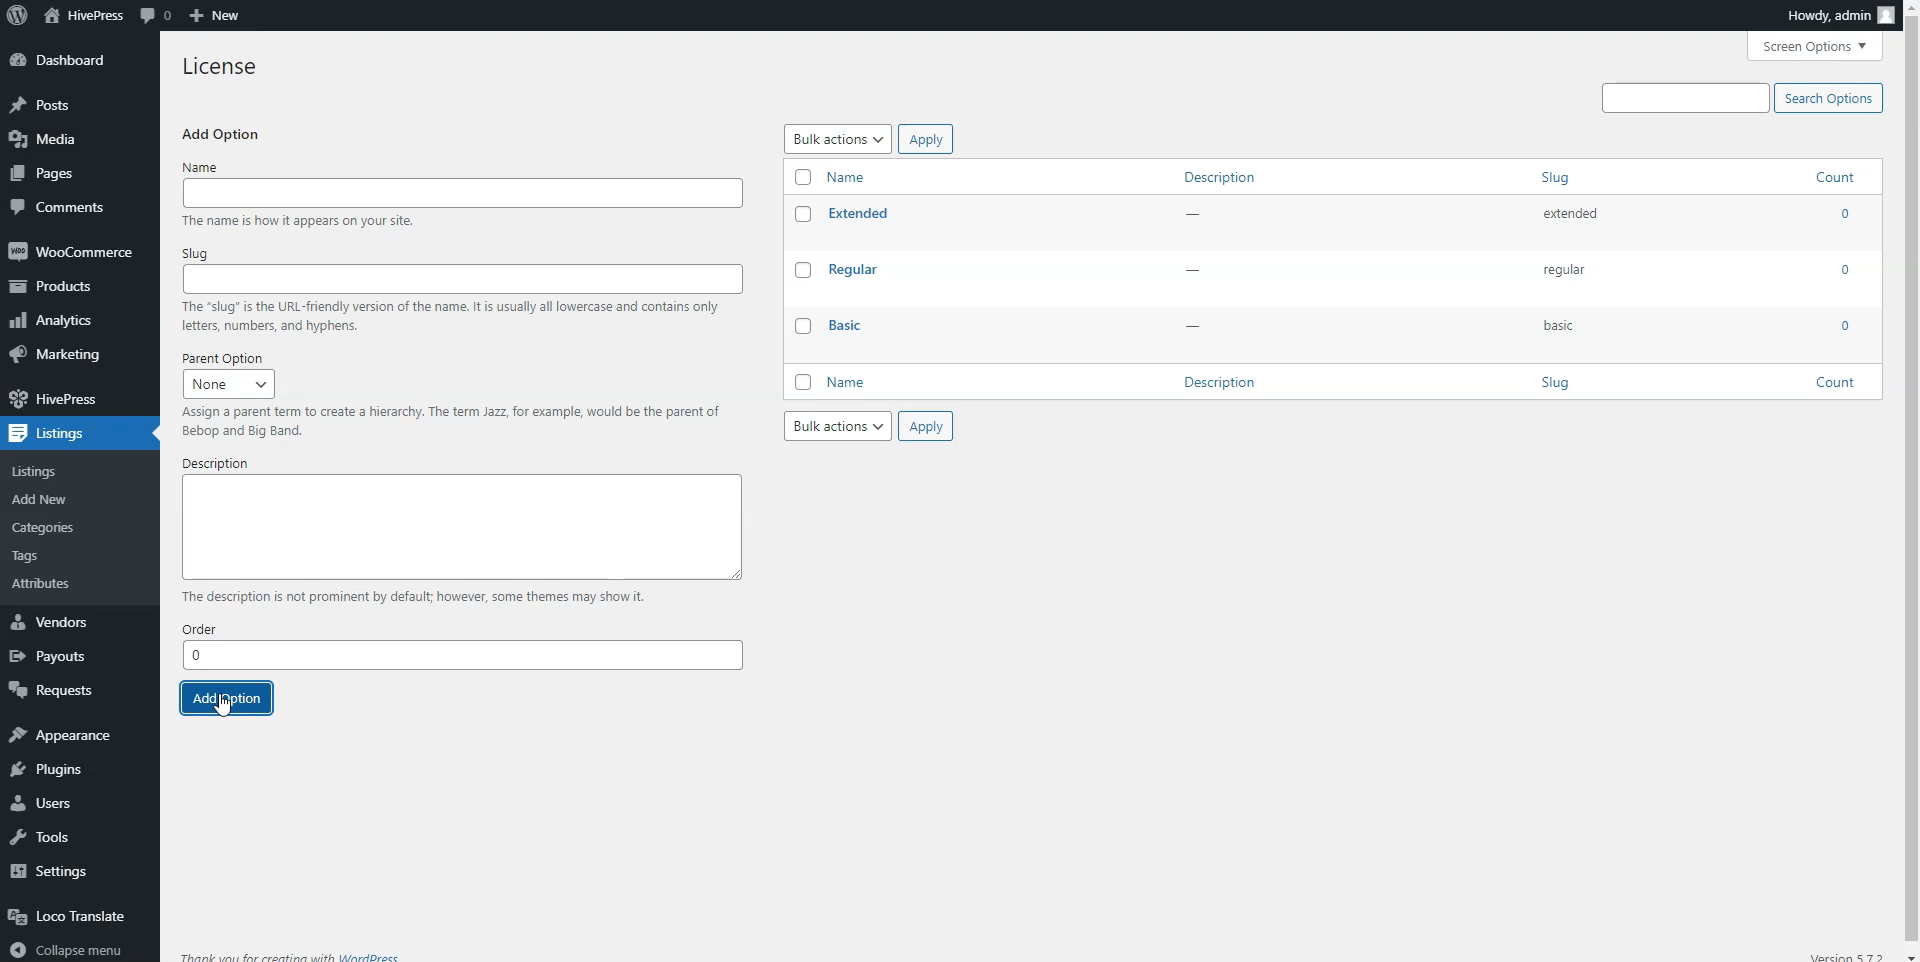 HivePress
0
New
Howdy, admin
Screen Options
Dashboard
Posts
Media
Pages
Comments
WooCommerce
Products
Analytics
Marketing
HivePress
Listings
Listings
Add New
Categories
Tags
Attributes
Vendors
Payouts
Requests
Appearance
Plugins
Users
Tools
Settings
Loco Translate
Collapse menu
License
Search Options
Add Option
Name
The name is how it appears on your site.
Slug
The “slug” is the URL-friendly version of the name. It is usually all lowercase and contains only
letters, numbers, and hyphens.
Parent Option
None
Assign a parent term to create a hierarchy. The term Jazz, for example, would be the parent of
Bebop and Big Band.
Description
The description is not prominent by default; however, some themes may show it.
Order
0
Add Option
Bulk actions Apply
Name Description Slug Count
Extended — extended 0
Regular — regular 0
Basic — basic 0
Name Description Slug Count
Bulk actions Apply
Thank you for creating with WordPress
Version 5.7.2